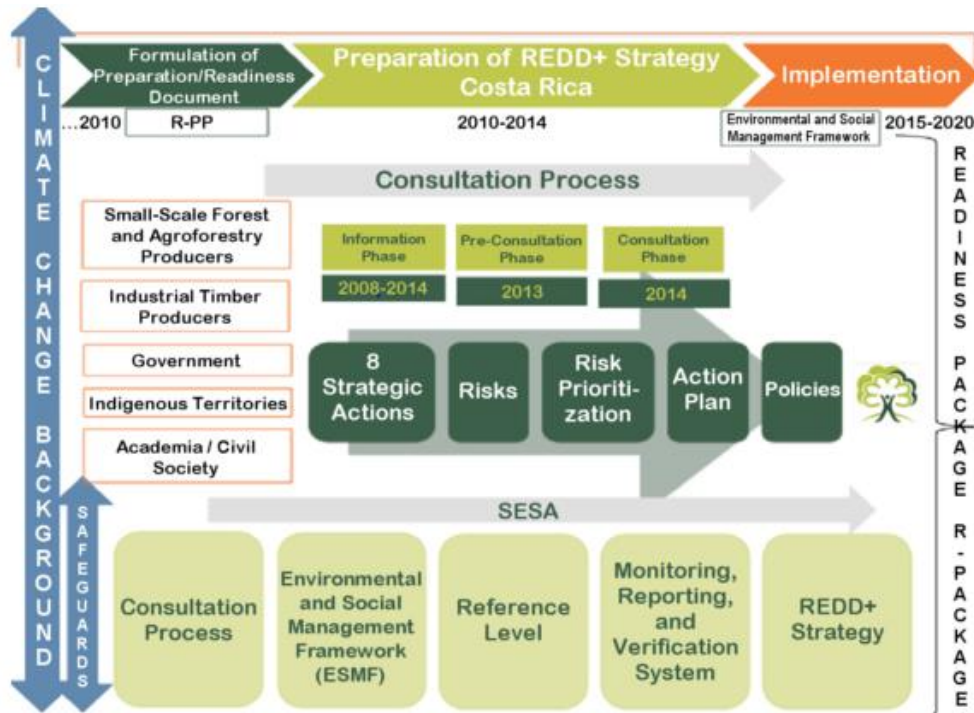 CLIMATE CHANGE BACKGROUND
Formulation of
Preparation/Readiness
Document
Preparation of REDD+ Strategy
Costa Rica
Implementation
...2010
R-PP
2010-2014
Environmental and Social
Management Framework
2015-2020
Consultation Process
Small-Scale Forest
and Agroforestry
Producers
Industrial Timber
Producers
Government
Indigenous Territories
Academia / Civil
Society
Information
Phase
2008-2014
Pre-Consultation
Phase
2013
Consultation
Phase
2014
8
Strategic
Actions
Risks
Risk
Prioriti-
zation
Action
Plan
Policies
READINESS PACKAGE R-PACKAGE
SAFEGUARDS
SESA
Consultation
Process
Environmental
and Social
Management
Framework
(ESMF)
Reference
Level
Monitoring,
Reporting,
and
Verification
System
REDD+
Strategy